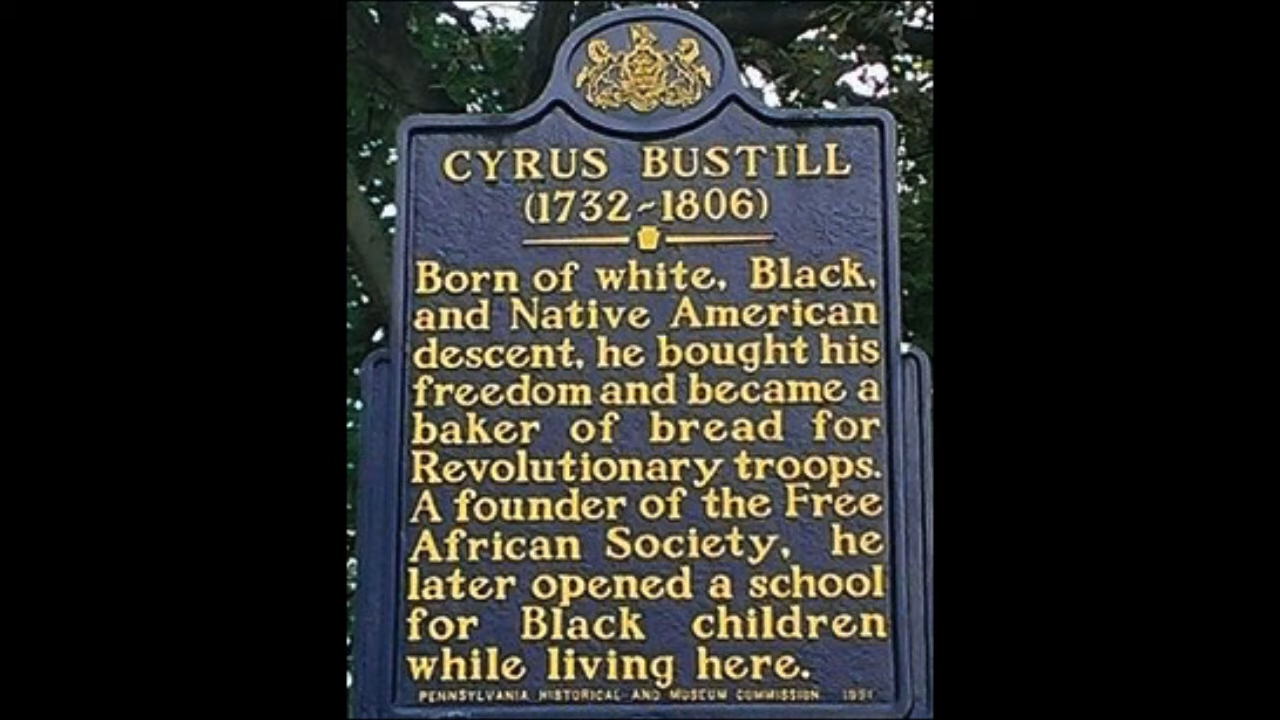 CYRUS BUSTILL
(1732~1806)
Born of white, Black,
and Native American
descent, he bought his
freedom and became a
baker of bread for
Revolutionary troops.
A founder of the Free
African Society, he
later opened a school
for Black children
while living here.
PENNSYLVANIA HISTORICAL AND MUSEUM COMMISSION 1991